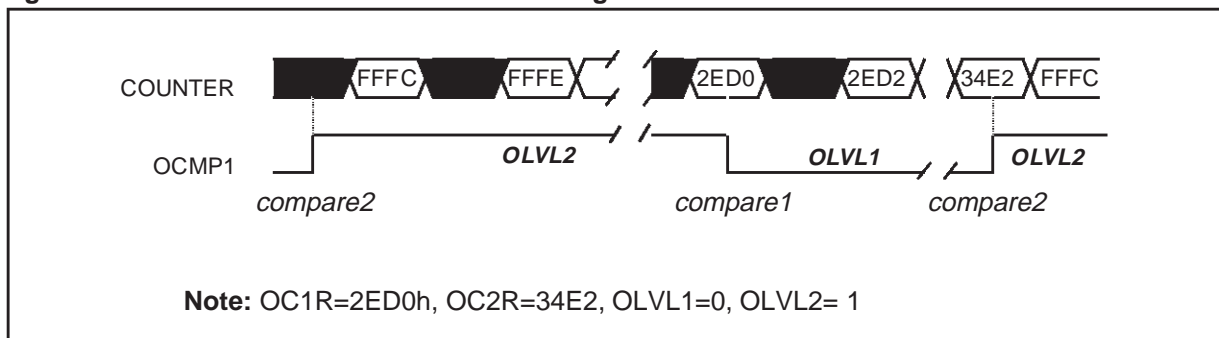 COUNTER FFFC FFFE 2ED0 2ED2 34E2 FFFC
OCMP1 OLVL2 OLVL1 OLVL2
compare2 compare1 compare2
Note: OC1R=2ED0h, OC2R=34E2, OLVL1=0, OLVL2= 1